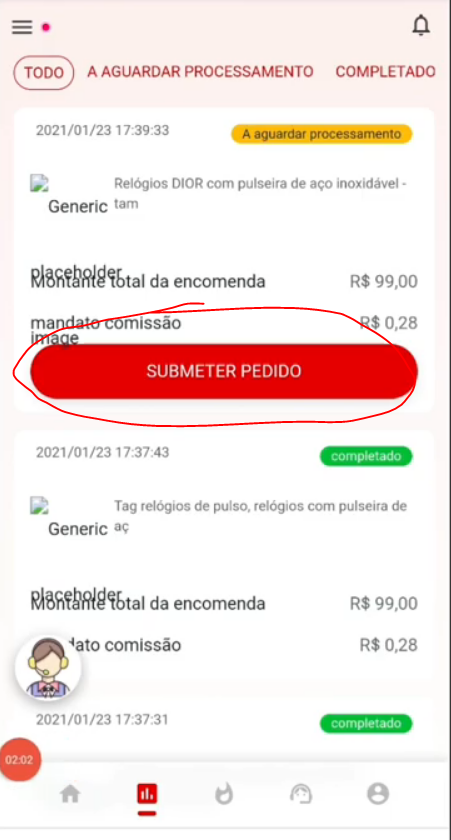 TODO A AGUARDAR PROCESSAMENTO COMPLETADO
2021/01/23 17:39:33 A aguardar processamento
Relógios DIOR com pulseira de aço inoxidável -
Generic tam
placeholder
Montante total da encomenda R$ 99,00
mandato comissão R$ 0,28
image
SUBMETER PEDIDO
2021/01/23 17:37:43 completado
Tag relógios de pulso, relógios com pulseira de
Generic aç
placeholder
Montante total da encomenda R$ 99,00
dato comissão R$ 0,28
2021/01/23 17:37:31 completado
02:02